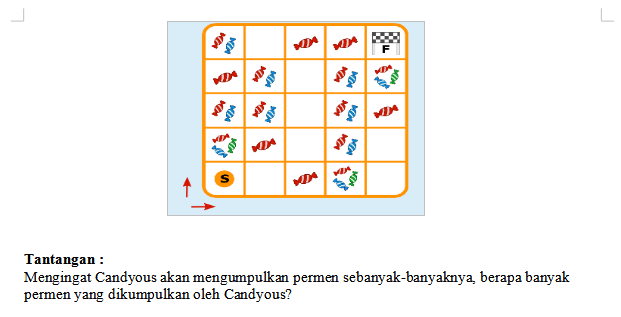 F
S
Tantangan :
Mengingat Candyous akan mengumpulkan permen sebanyak-banyaknya, berapa banyak
permen yang dikumpulkan oleh Candyous?